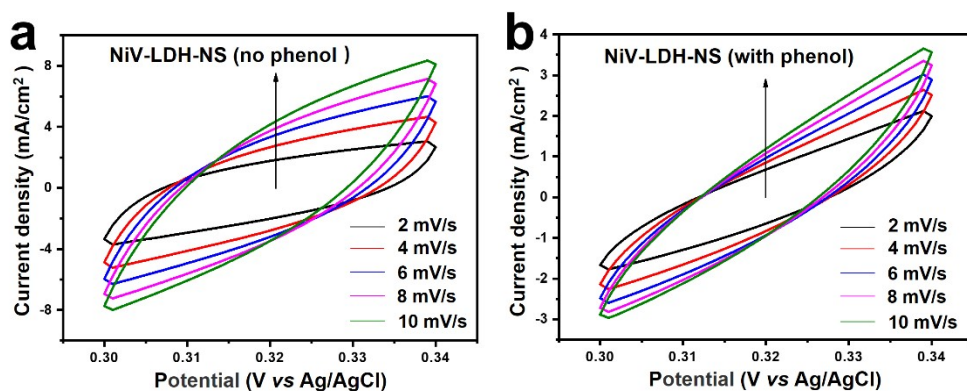 a
NiV-LDH-NS (no phenol )
Current density (mA/cm²)
8
4
0
-4
-8
2 mV/s
4 mV/s
6 mV/s
8 mV/s
10 mV/s
0.30
0.31
0.32
0.33
0.34
Potential (V vs Ag/AgCl)
b
NiV-LDH-NS (with phenol)
Current density (mA/cm²)
4
3
2
1
0
-1
-2
-3
2 mV/s
4 mV/s
6 mV/s
8 mV/s
10 mV/s
0.30
0.31
0.32
0.33
0.34
Potential (V vs Ag/AgCl)